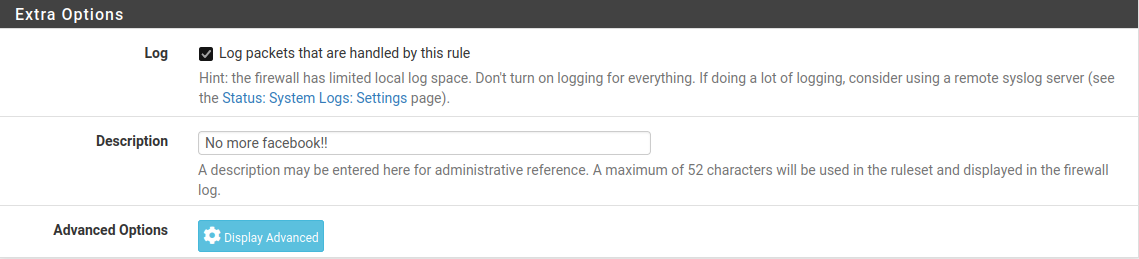 Extra Options
Log
Log packets that are handled by this rule
Hint: the firewall has limited local log space. Don't turn on logging for everything. If doing a lot of logging, consider using a remote syslog server (see
the Status: System Logs: Settings page).
Description
No more facebook!!
A description may be entered here for administrative reference. A maximum of 52 characters will be used in the ruleset and displayed in the firewall
log.
Advanced Options
Display Advanced